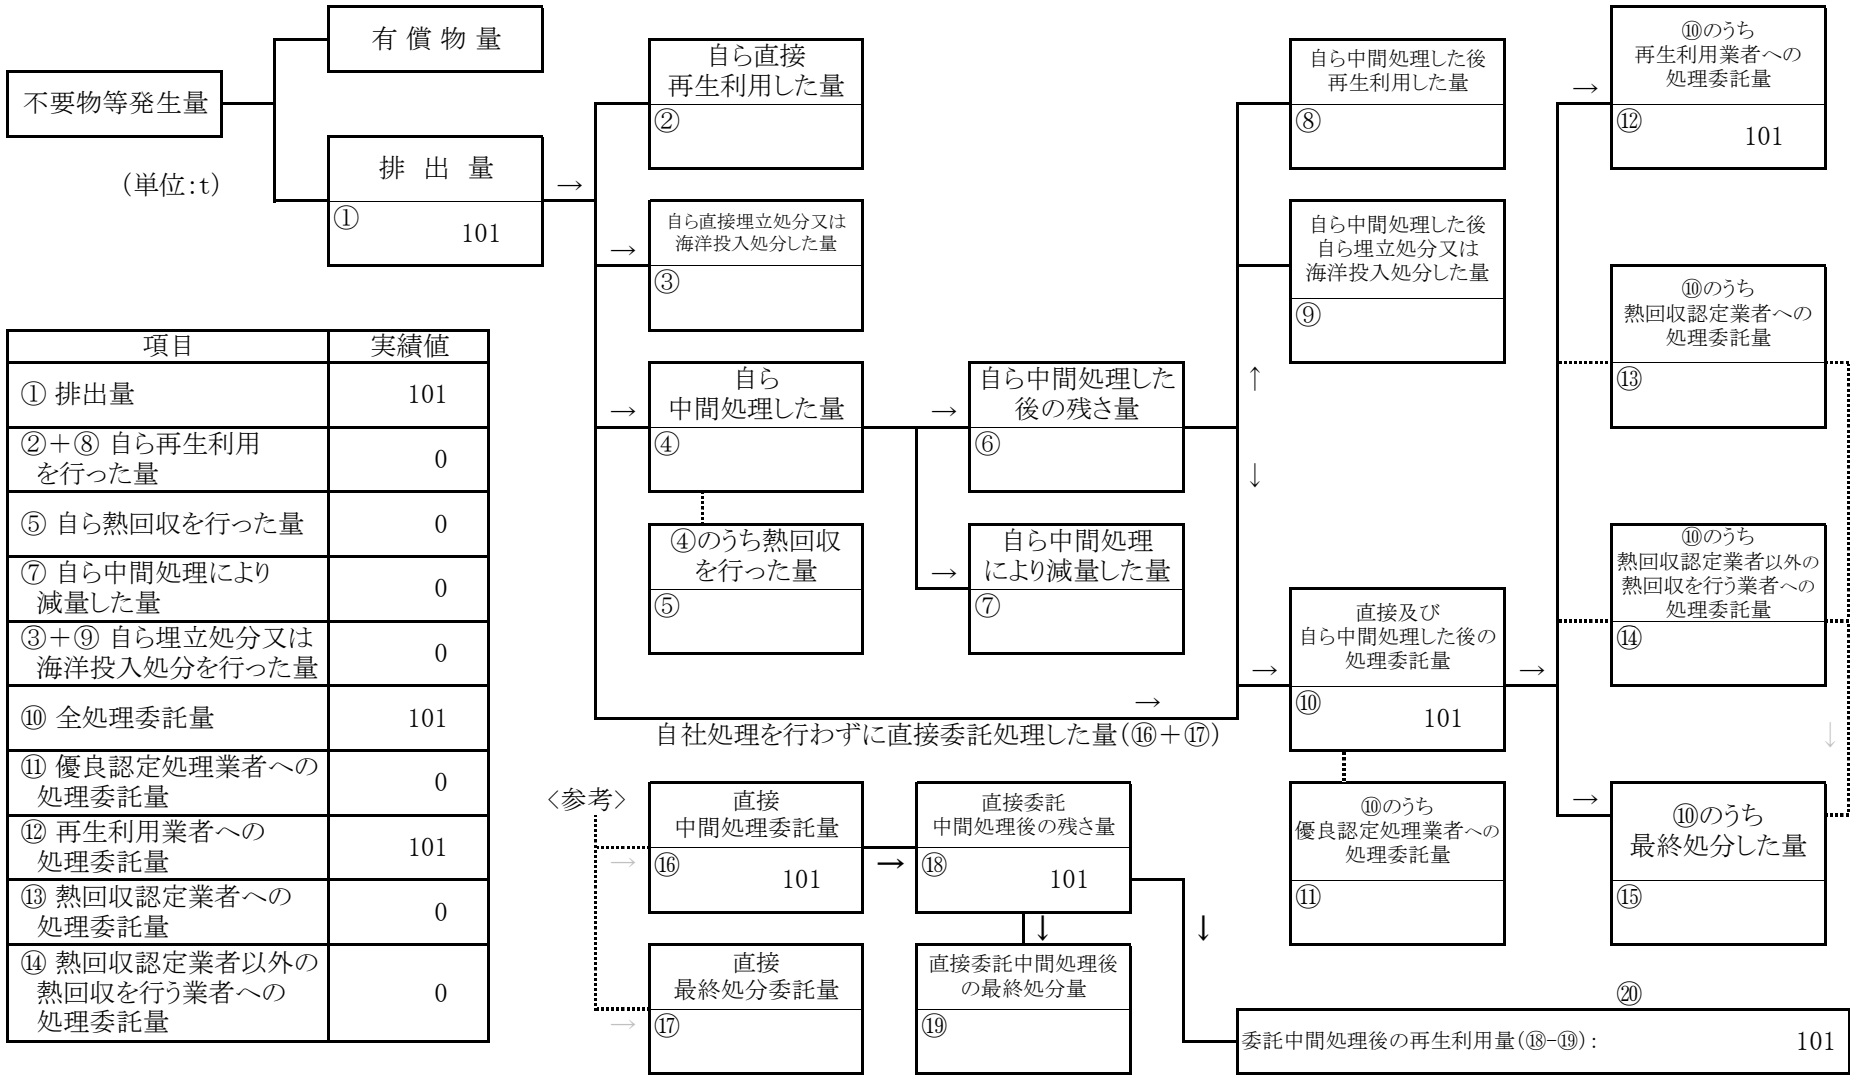 有 償 物 量
不要物等発生量
(単位:t)
排 出 量
①
101
→
自ら直接
再生利用した量
②
→
自ら直接埋立処分又は
海洋投入処分した量
③
→
自ら
中間処理した量
④
④のうち熱回収
を行った量
⑤
→
自ら中間処理した
後の残さ量
⑥
→
自ら中間処理
により減量した量
⑦
自ら中間処理した後
再生利用した量
⑧
自ら中間処理した後
自ら埋立処分又は
海洋投入処分した量
⑨
↑
↓
→
自社処理を行わずに直接委託処理した量(⑯+⑰)
→
直接及び
自ら中間処理した後の
処理委託量
⑩
101
→
⑩のうち
優良認定処理業者への
処理委託量
⑪
→
⑩のうち
再生利用業者への
処理委託量
⑫
101
⑩のうち
熱回収認定業者への
処理委託量
⑬
⑩のうち
熱回収認定業者以外の
熱回収を行う業者への
処理委託量
⑭
↓
→
⑩のうち
最終処分した量
⑮
項目 実績値
① 排出量 101
②+⑧ 自ら再生利用
を行った量 0
⑤ 自ら熱回収を行った量 0
⑦ 自ら中間処理により
減量した量 0
③+⑨ 自ら埋立処分又は
海洋投入処分を行った量 0
⑩ 全処理委託量 101
⑪ 優良認定処理業者への
処理委託量 0
⑫ 再生利用業者への
処理委託量 101
⑬ 熱回収認定業者への
処理委託量 0
⑭ 熱回収認定業者以外の
熱回収を行う業者への
処理委託量 0
〈参考〉
→
直接
中間処理委託量
⑯
101
→
直接委託
中間処理後の残さ量
⑱
101
↓
↓
→
直接
最終処分委託量
⑰
直接委託中間処理後
の最終処分量
⑲
⑳
委託中間処理後の再生利用量(⑱-⑲): 101